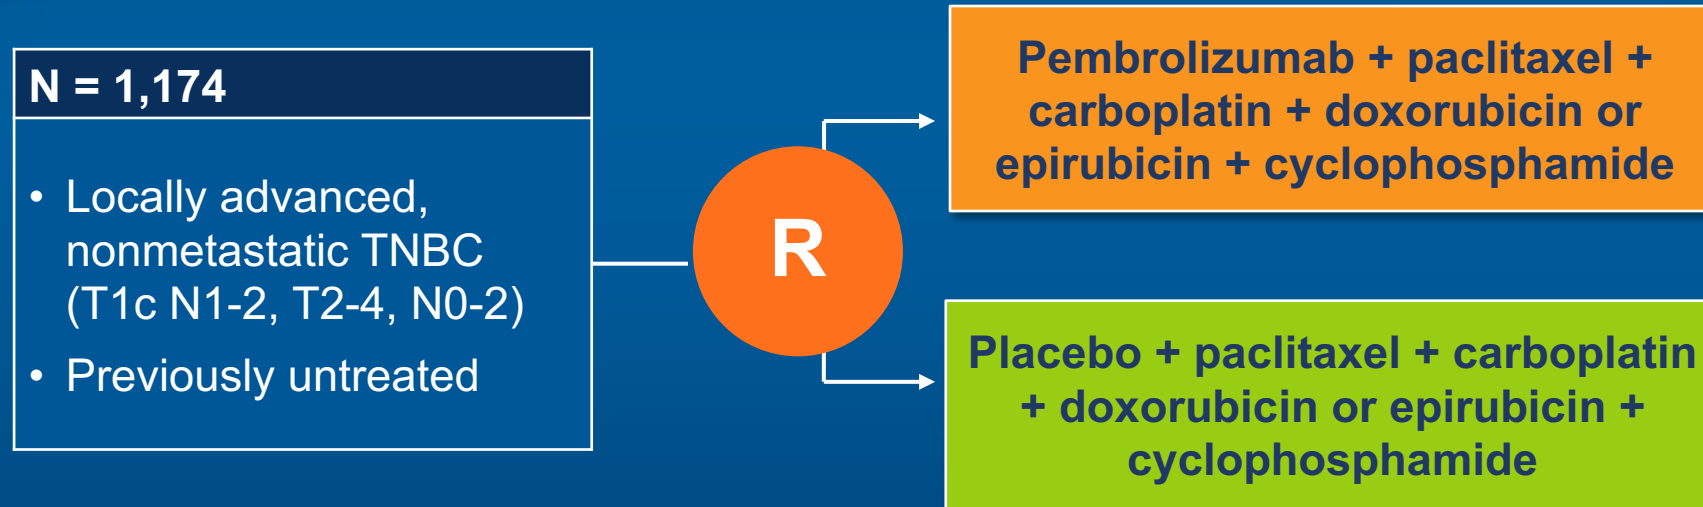 N = 1,174
• Locally advanced,
nonmetastatic TNBC
(T1c N1-2, T2-4, N0-2)
• Previously untreated
R
Pembrolizumab + paclitaxel +
carboplatin + doxorubicin or
epirubicin + cyclophosphamide
Placebo + paclitaxel + carboplatin
+ doxorubicin or epirubicin +
cyclophosphamide